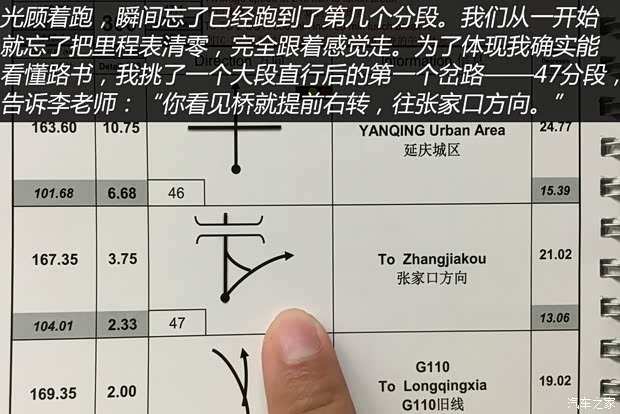 光顾着跑，瞬间忘了已经跑到了第几个分段。我们从一开始
就忘了把里程表清零，完全跟着感觉走。为了体现我确实能
看懂路书，我挑了一个大段直行后的第一个岔路——47分段，
告诉李老师：“你看见桥就提前右转，往张家口方向。”
163.60 10.75 YANQING Urban Area 24.77
延庆城区
101.68 6.68 46 15.39
167.35 3.75 To Zhangjiakou 21.02
张家口方向
104.01 2.33 47 13.06
G110
169.35 2.00 To Longqingxia 19.02
G110旧线
汽车之家